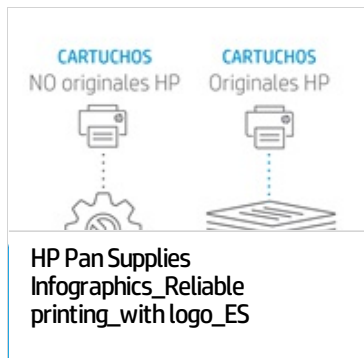 CARTUCHOS CARTUCHOS
NO originales HP Originales HP
HP Pan Supplies
Infographics_Reliable
printing_with logo_ES